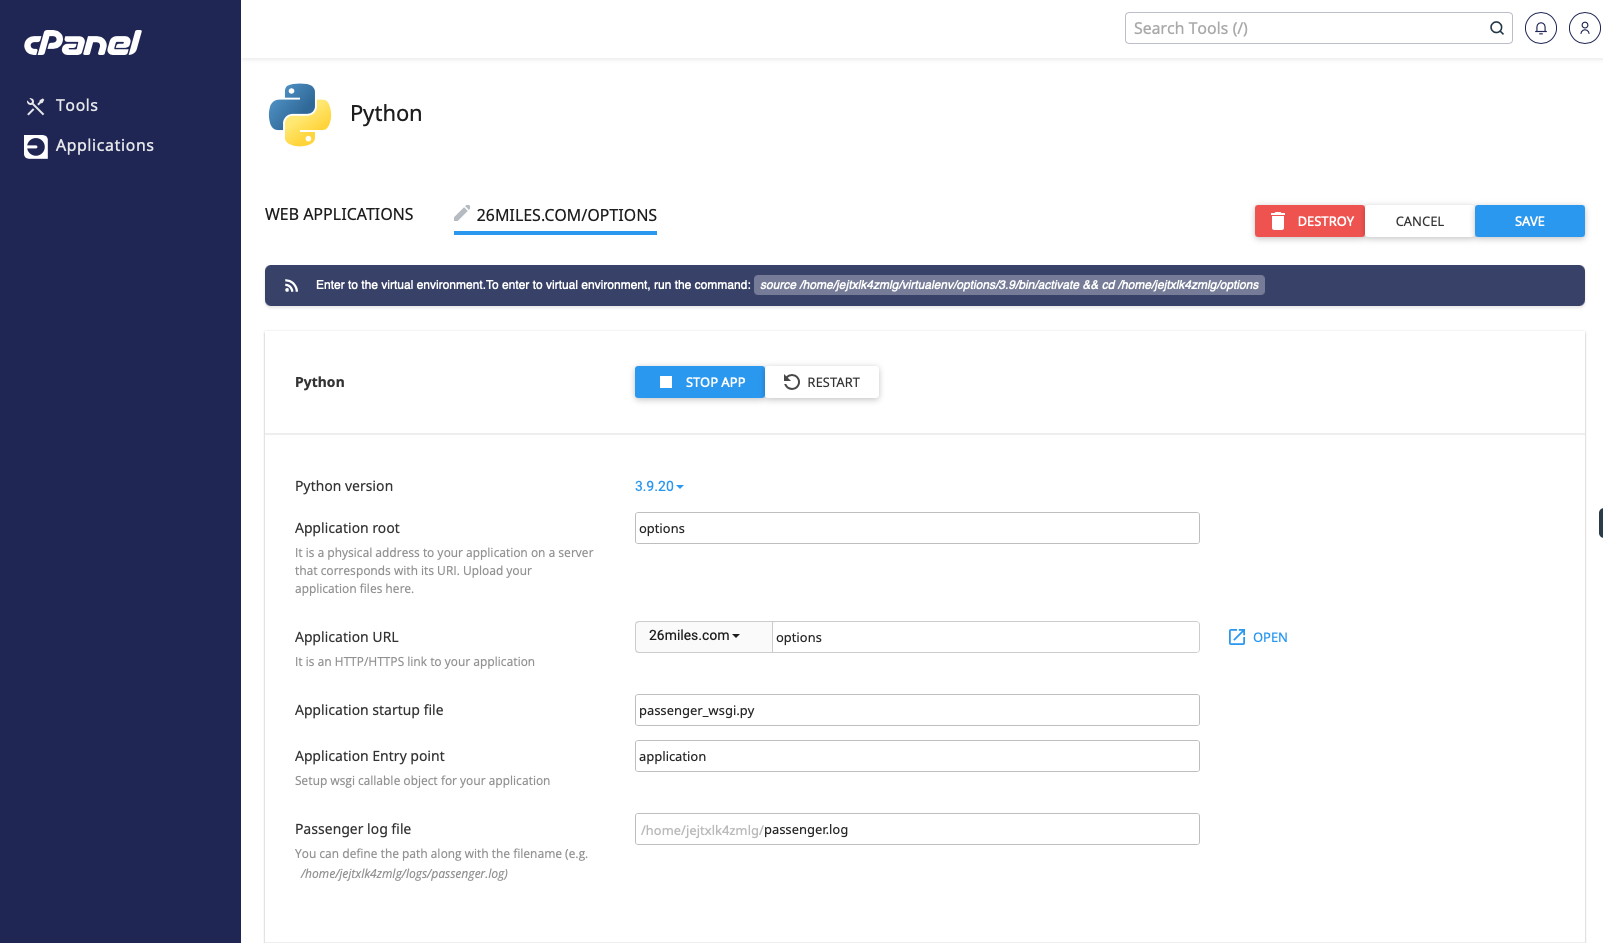 cPanel
Search Tools (/)
Tools
Applications
Python
WEB APPLICATIONS
26MILES.COM/OPTIONS
DESTROY
CANCEL
SAVE
Enter to the virtual environment.To enter to virtual environment, run the command: source /home/jejtxlk4zmlg/virtualenv/options/3.9/bin/activate && cd /home/jejtxlk4zmlg/options
Python
STOP APP
RESTART
Python version
3.9.20
Application root
options
It is a physical address to your application on a server
that corresponds with its URI. Upload your
application files here.
Application URL
26miles.com
options
OPEN
It is an HTTP/HTTPS link to your application
Application startup file
passenger_wsgi.py
Application Entry point
application
Setup wsgi callable object for your application
Passenger log file
/home/jejtxlk4zmlg/passenger.log
You can define the path along with the filename (e.g.
/home/jejtxlk4zmlg/logs/passenger.log)